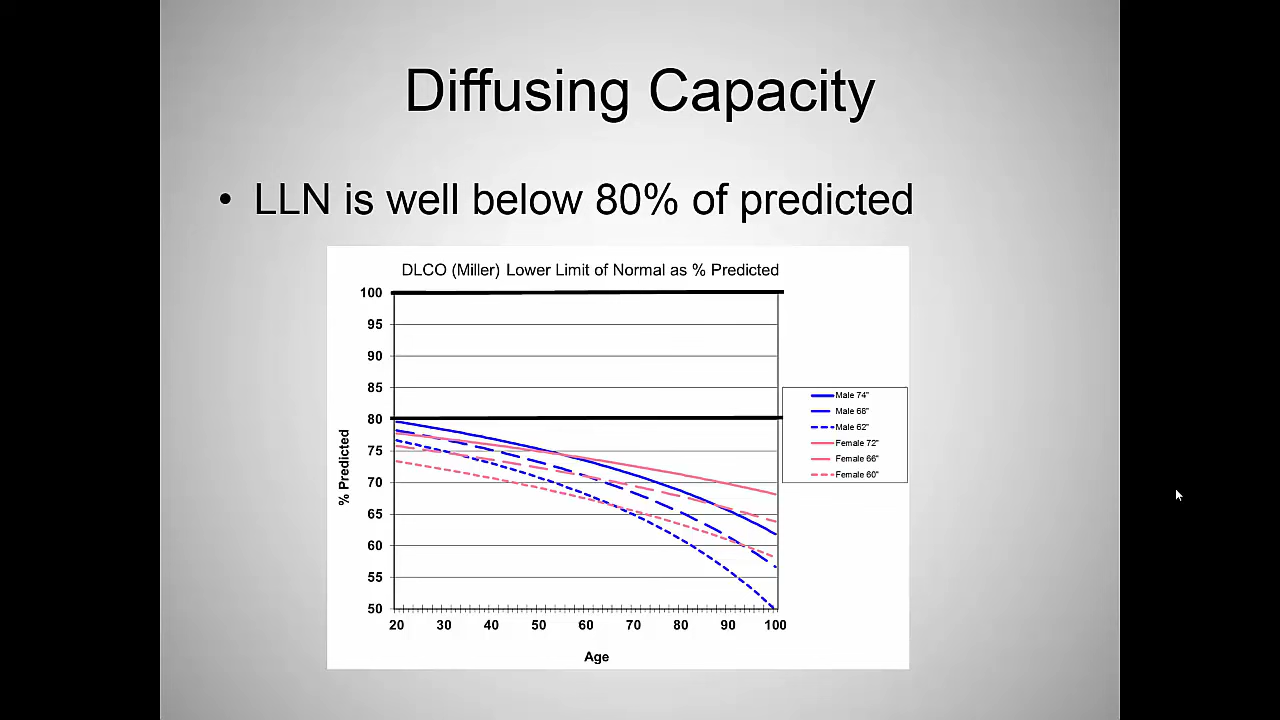 Diffusing Capacity
• LLN is well below 80% of predicted
DLCO (Miller) Lower Limit of Normal as % Predicted
100
95
90
85
80
75
70
65
60
55
50
% Predicted
20 30 40 50 60 70 80 90 100
Age
Male 74"
Male 68"
Male 62"
Female 72"
Female 66"
Female 60"